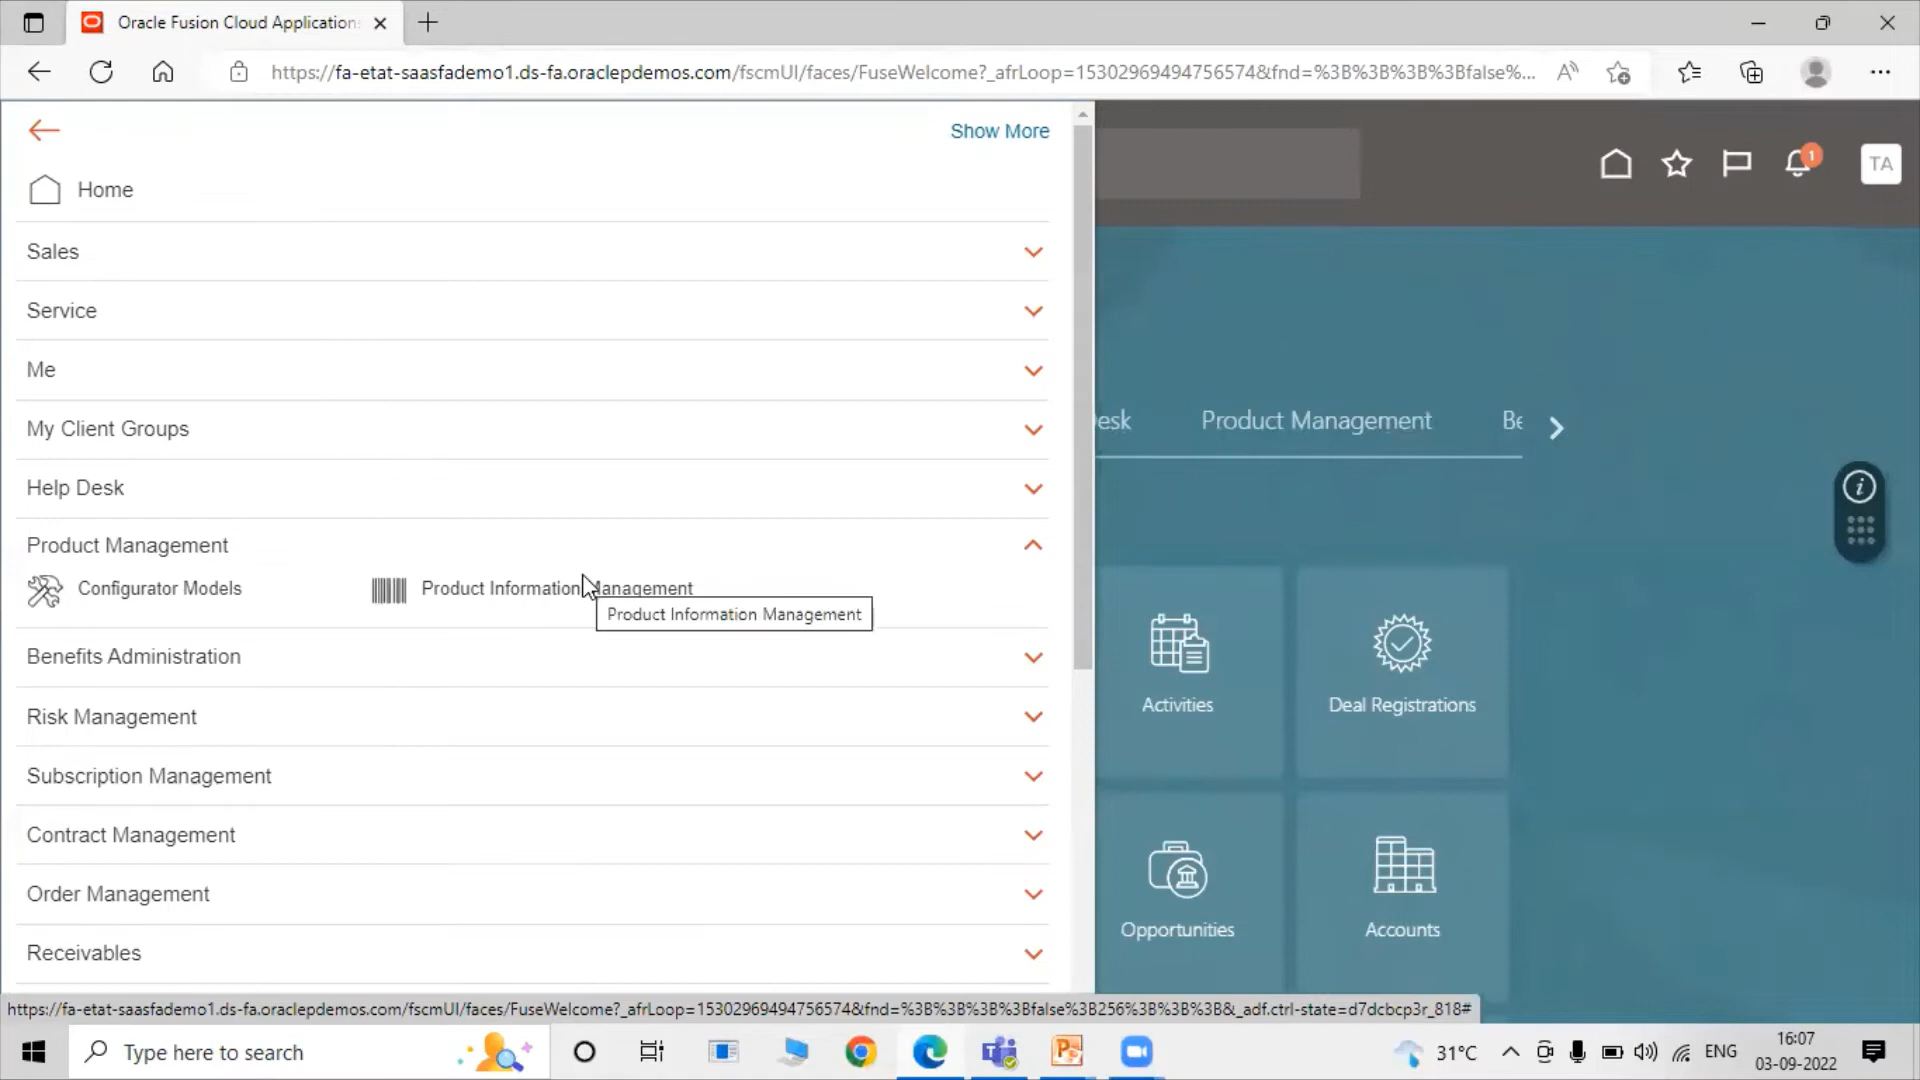 Oracle Fusion Cloud Application
https://fa-etat-saasfademo1.ds-fa.oraclepdemos.com/fscmUI/faces/FuseWelcome?_afrLoop=15302969494756574&fnd=%3B%3B%3B%3Bfalse%...
Show More
1
TA
Home
Sales
Service
Me
My Client Groups
Help Desk
Product Management
Configurator Models
Product Information Management
Product Information Management
Benefits Administration
Risk Management
Subscription Management
Contract Management
Order Management
Receivables
esk
Product Management
Be
Activities
Deal Registrations
Opportunities
Accounts
https://fa-etat-saasfademo1.ds-fa.oraclepdemos.com/fscmUI/faces/FuseWelcome?_afrLoop=15302969494756574&fnd=%3B%3B%3B%3Bfalse%3B256%3B%3B%3B&_adf.ctrl-state=d7dcbcp3r_818#
Type here to search
31°C
ENG
16:07
03-09-2022